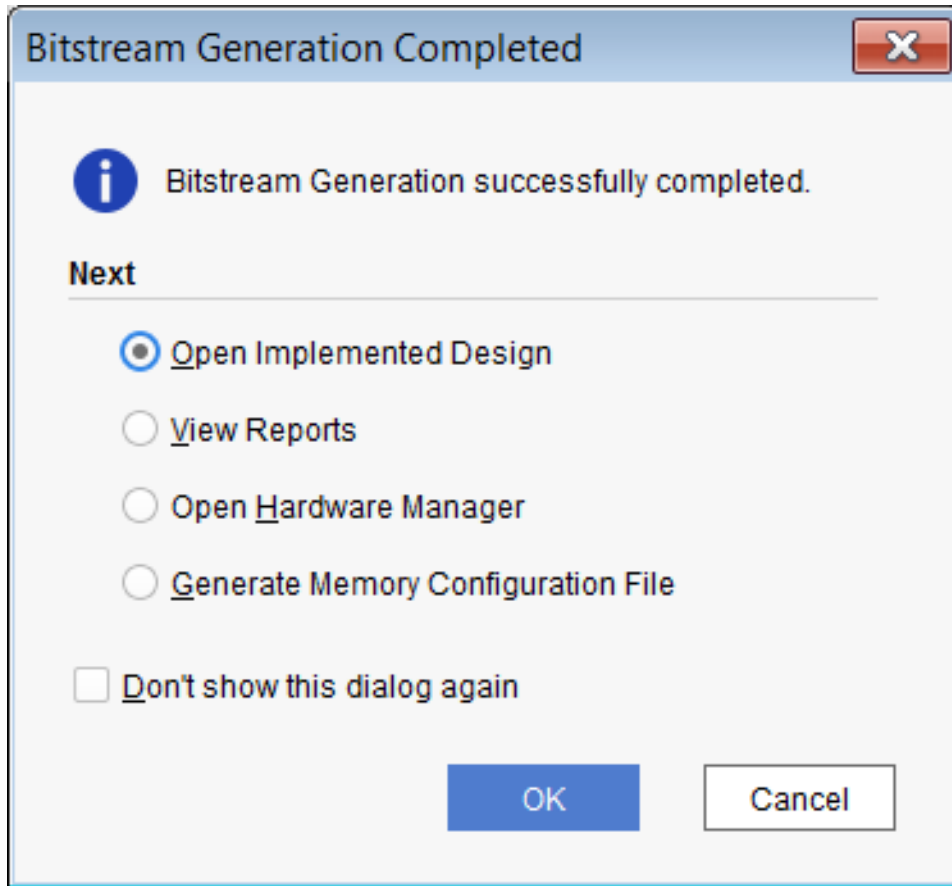 Bitstream Generation Completed
Bitstream Generation successfully completed.
Next
Open Implemented Design
View Reports
Open Hardware Manager
Generate Memory Configuration File
Don't show this dialog again
OK
Cancel